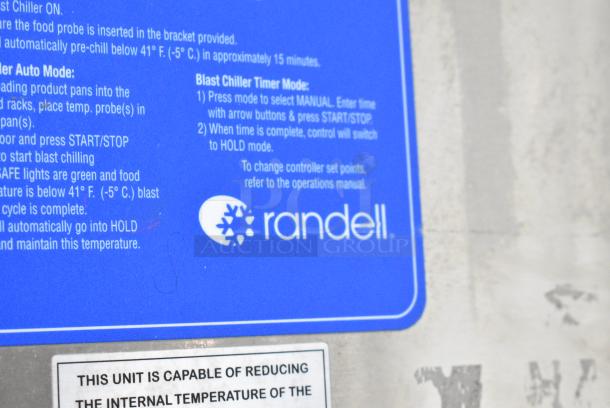 st Chiller ON.
re the food probe is inserted in the bracket provided.
l automatically pre-chill below 41° F. (-5° C.) in approximately 15 minutes.
ler Auto Mode:
ading product pans into the
d racks, place temp. probe(s) in
pan(s).
oor and press START/STOP
o start blast chilling
SAFE lights are green and food
ature is below 41° F. (-5° C.) blast
cycle is complete.
ll automatically go into HOLD
and maintain this temperature.
Blast Chiller Timer Mode:
1) Press mode to select MANUAL. Enter time
with arrow buttons & press START/STOP.
2) When time is complete, control will switch
to HOLD mode.
To change controller set points,
refer to the operations manual.
randell.
PCI
AUCTION GROUP
THIS UNIT IS CAPABLE OF REDUCING
THE INTERNAL TEMPERATURE OF THE